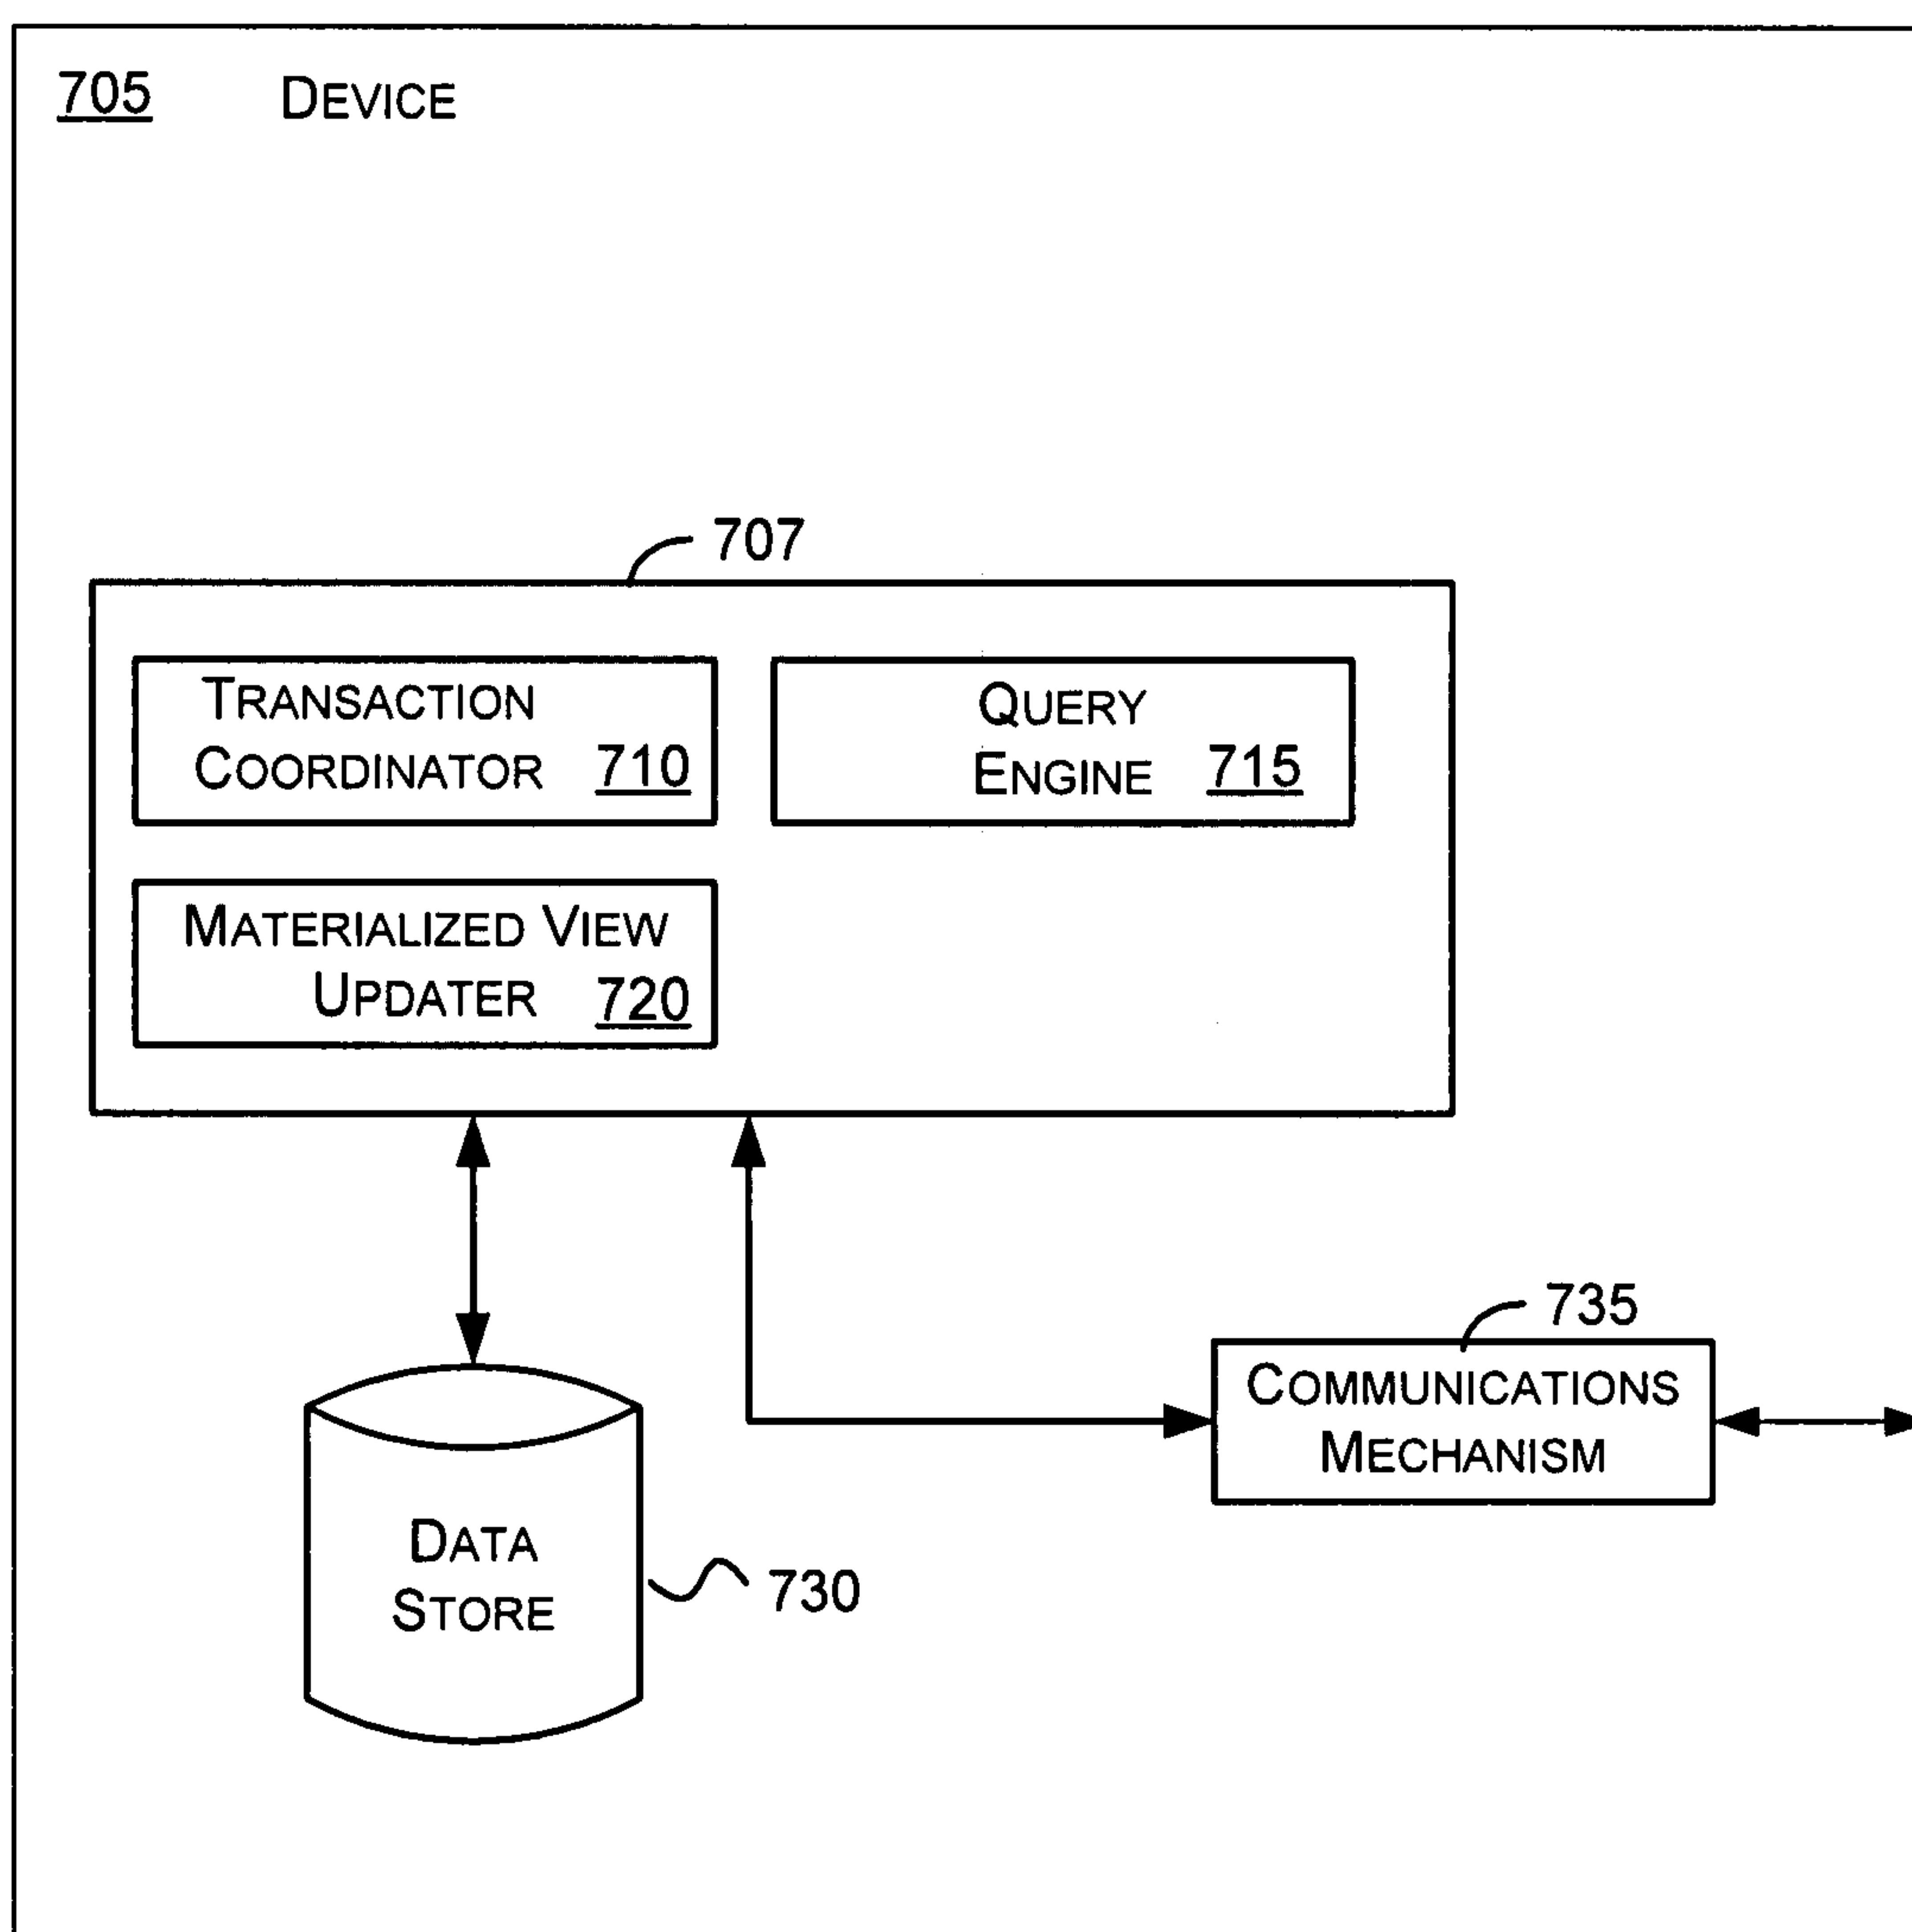 705 DEVICE
707
TRANSACTION
COORDINATOR 710
QUERY
ENGINE 715
MATERIALIZED VIEW
UPDATER 720
735
COMMUNICATIONS
MECHANISM
DATA
STORE
730